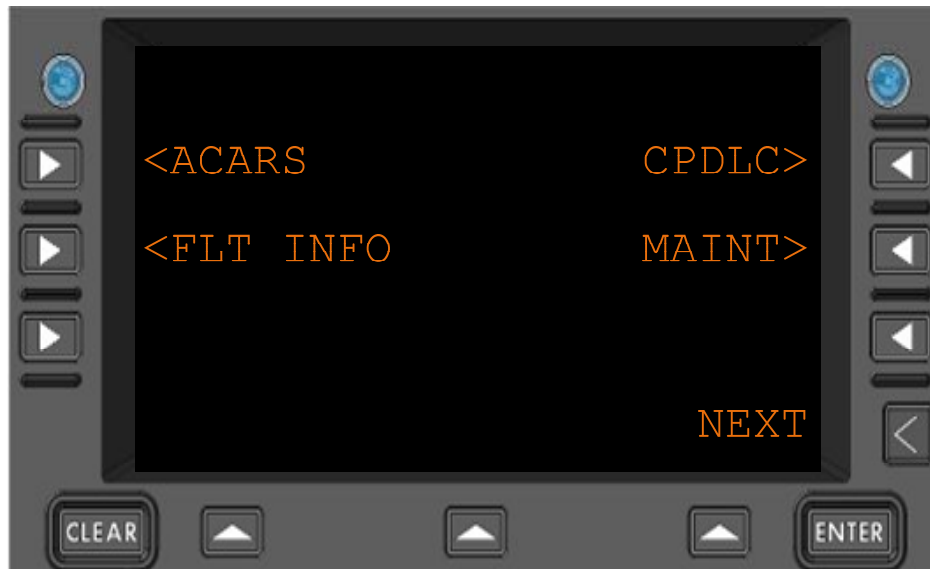 <ACARS CPDLC>
<FLT INFO MAINT>
NEXT
CLEAR ENTER